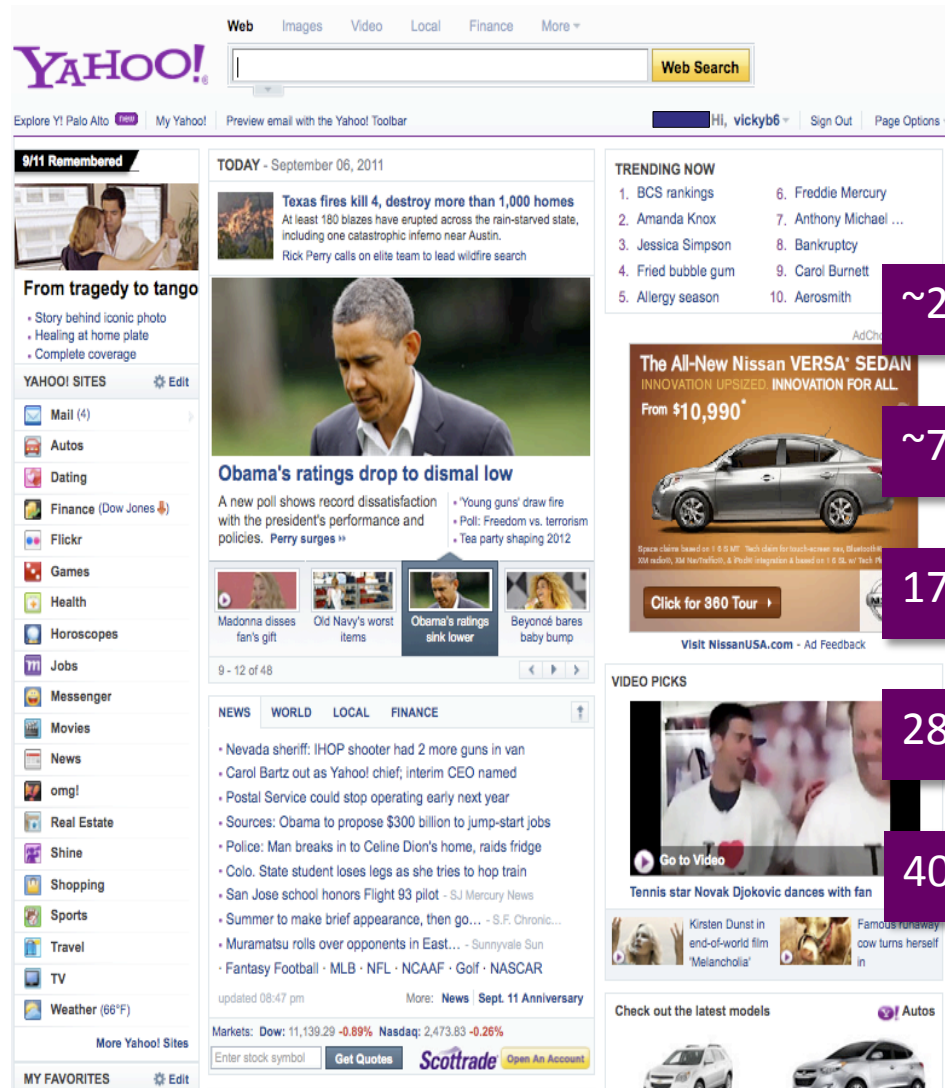 Web Images Video Local Finance More
YAHOO!
Web Search
Explore Y! Palo Alto new My Yahoo! Preview email with the Yahoo! Toolbar
Hi, vickyb6 Sign Out Page Options
9/11 Remembered
From tragedy to tango
• Story behind iconic photo
• Healing at home plate
• Complete coverage
YAHOO! SITES Edit
Mail (4)
Autos
Dating
Finance (Dow Jones)
Flickr
Games
Health
Horoscopes
Jobs
Messenger
Movies
News
omg!
Real Estate
Shine
Shopping
Sports
Travel
TV
Weather (66°F)
More Yahoo! Sites
MY FAVORITES Edit
TODAY - September 06, 2011
Texas fires kill 4, destroy more than 1,000 homes
At least 180 blazes have erupted across the rain-starved state,
including one catastrophic inferno near Austin.
Rick Perry calls on elite team to lead wildfire search
Obama's ratings drop to dismal low
A new poll shows record dissatisfaction
with the president's performance and
policies. Perry surges »
• 'Young guns' draw fire
• Poll: Freedom vs. terrorism
• Tea party shaping 2012
Madonna disses
fan's gift
Old Navy's worst
items
Obama's ratings
sink lower
Beyoncé bares
baby bump
9 - 12 of 48
NEWS WORLD LOCAL FINANCE
• Nevada sheriff: IHOP shooter had 2 more guns in van
• Carol Bartz out as Yahoo! chief; interim CEO named
• Postal Service could stop operating early next year
• Sources: Obama to propose $300 billion to jump-start jobs
• Police: Man breaks in to Celine Dion's home, raids fridge
• Colo. State student loses legs as she tries to hop train
• San Jose school honors Flight 93 pilot - SJ Mercury News
• Summer to make brief appearance, then go... - S.F. Chronic...
• Muramatsu rolls over opponents in East... - Sunnyvale Sun
· Fantasy Football · MLB · NFL · NCAAF · Golf · NASCAR
updated 08:47 pm More: News Sept. 11 Anniversary
Markets: Dow: 11,139.29 -0.89% Nasdaq: 2,473.83 -0.26%
Enter stock symbol Get Quotes Scottrade Open An Account
TRENDING NOW
1. BCS rankings
2. Amanda Knox
3. Jessica Simpson
4. Fried bubble gum
5. Allergy season
6. Freddie Mercury
7. Anthony Michael ...
8. Bankruptcy
9. Carol Burnett
10. Aerosmith
~2
The All-New Nissan VERSA® SEDAN
INNOVATION UPSIZED. INNOVATION FOR ALL.
From $10,990*
~7
17
Click for 360 Tour
Visit NissanUSA.com - Ad Feedback
VIDEO PICKS
28
Go to Video
40
Tennis star Novak Djokovic dances with fan
Kirsten Dunst in
end-of-world film
'Melancholia'
Famous runaway
cow turns herself
in
Check out the latest models Autos